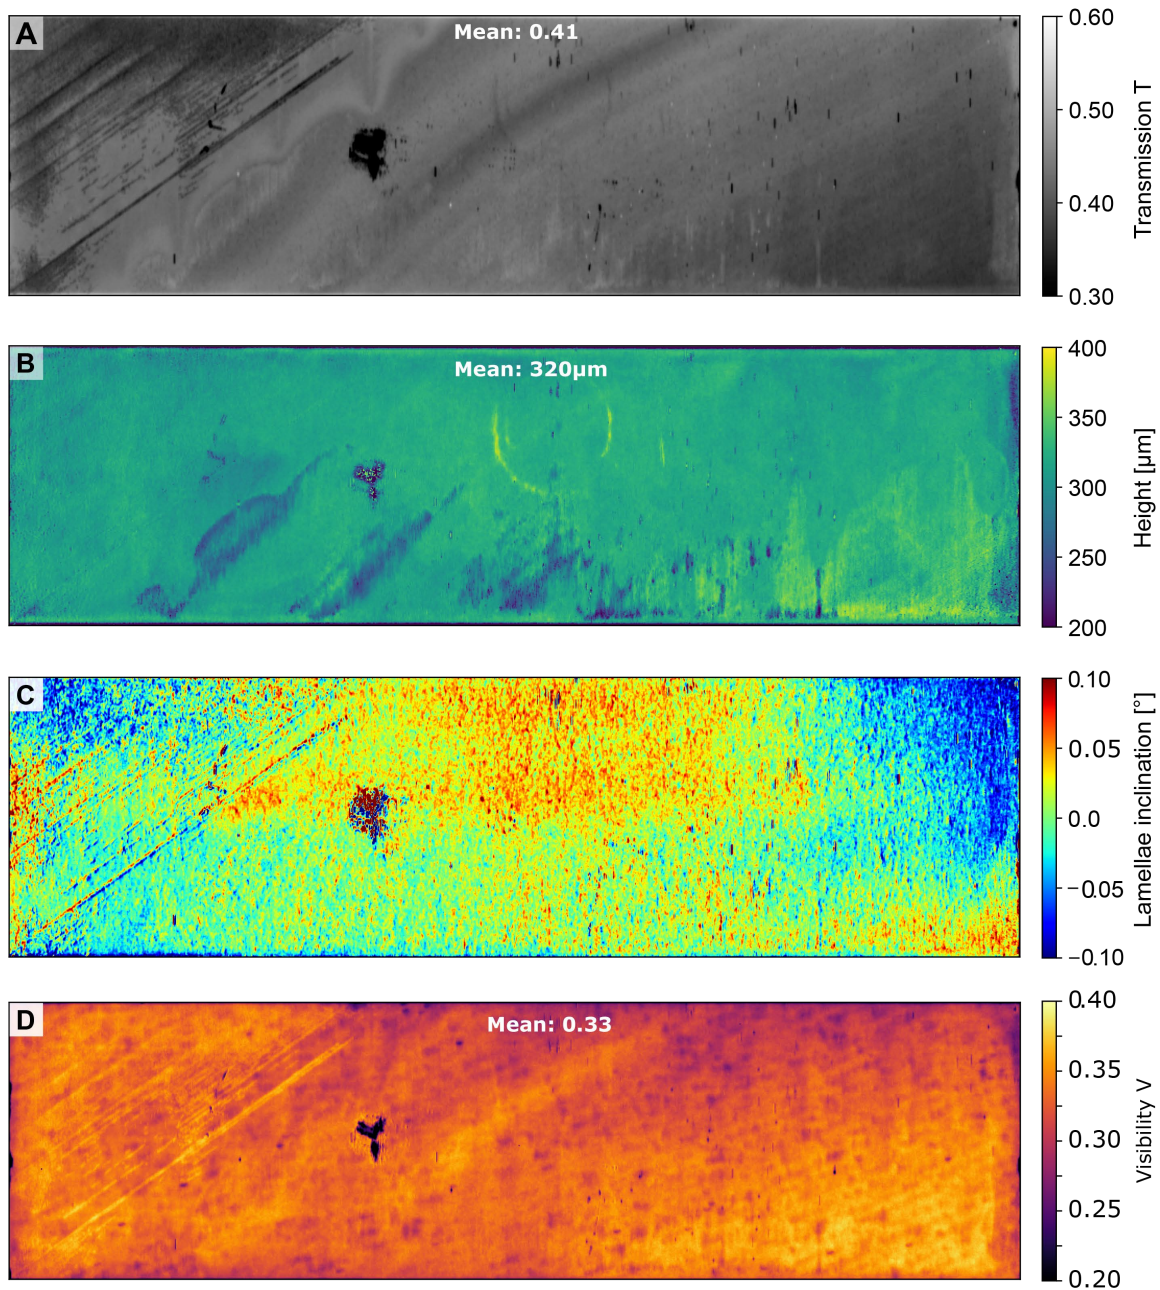 A
Mean: 0.41
0.60
0.50
0.40
0.30
Transmission T
B
Mean: 320µm
400
350
300
250
200
Height [µm]
C
0.10
0.05
0.0
−0.05
−0.10
Lamellae inclination [°]
D
Mean: 0.33
0.40
0.35
0.30
0.25
0.20
Visibility V